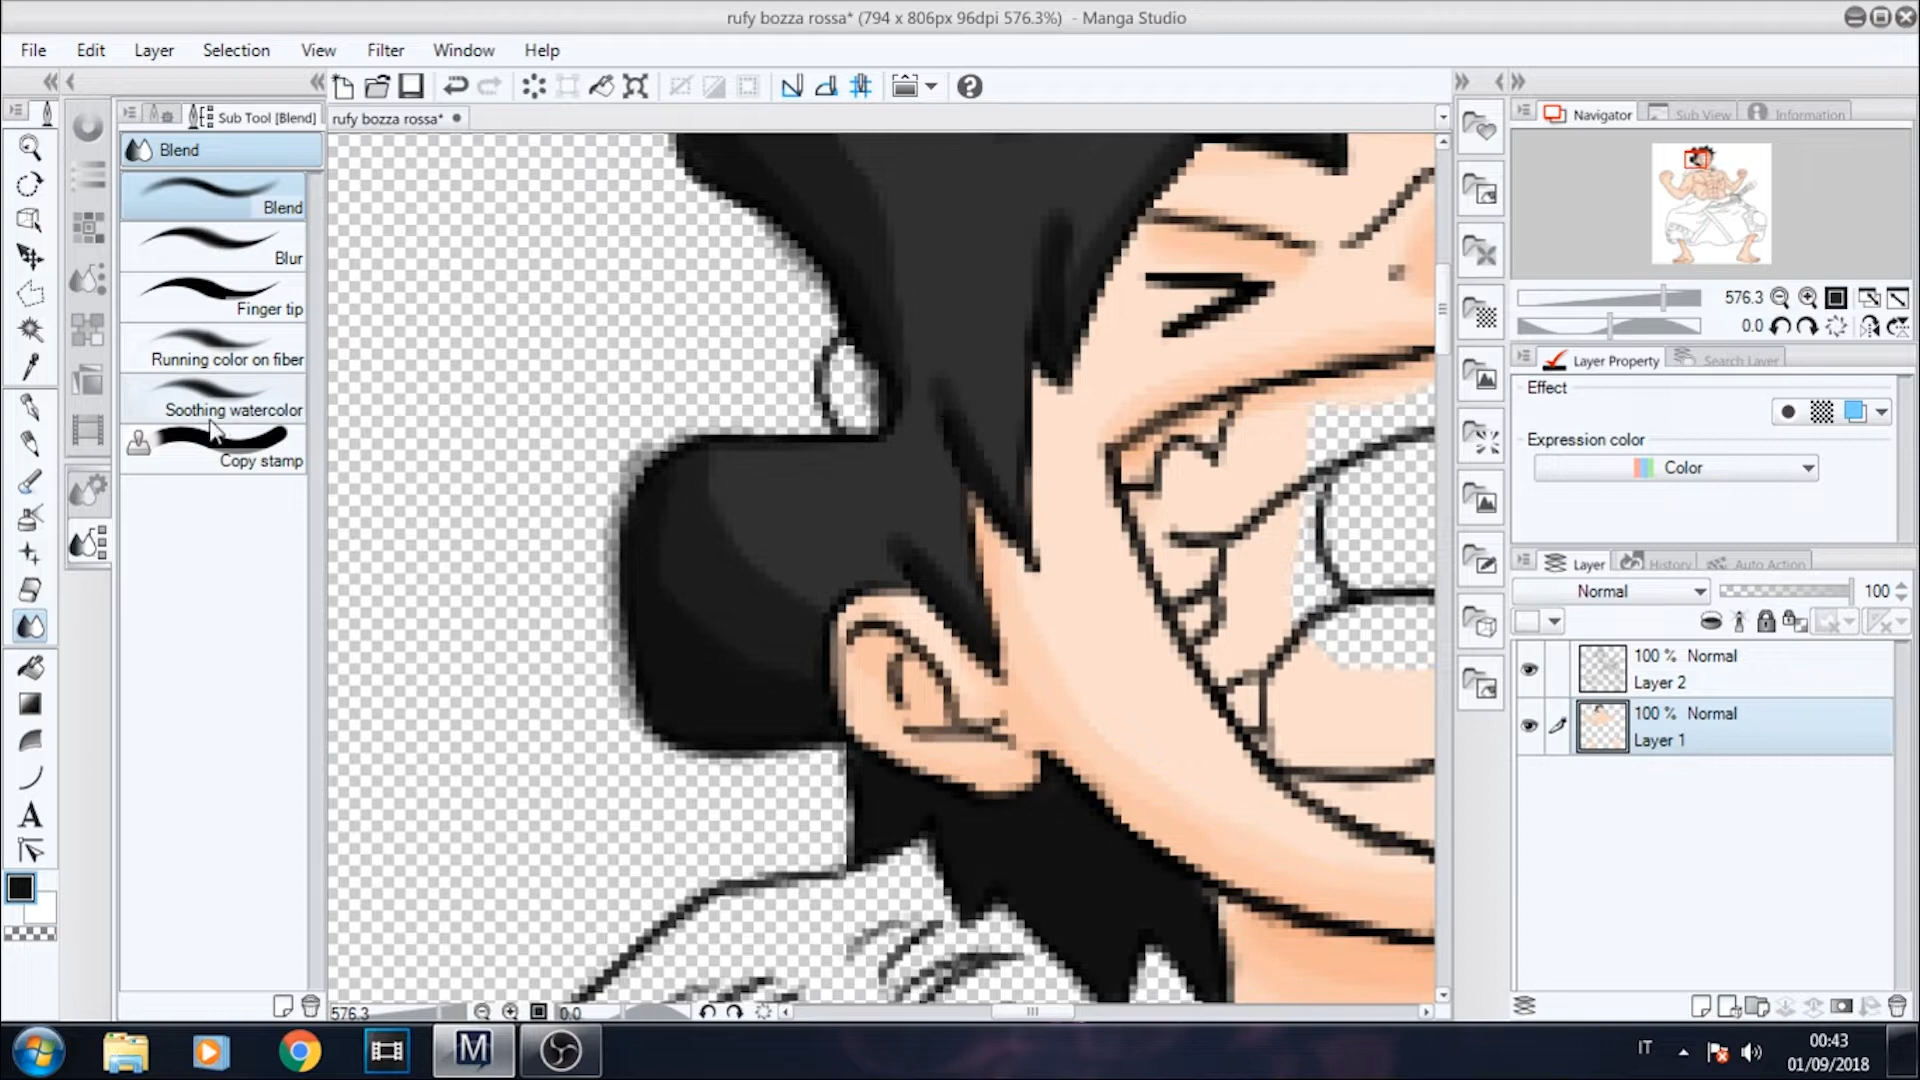 rufy bozza rossa* (794 x 806px 96dpi 576.3%) - Manga Studio
File Edit Layer Selection View Filter Window Help
Sub Tool [Blend]
rufy bozza rossa*
Navigator Sub View Information
Blend
Blend
Blur
Finger tip
Running color on fiber
Soothing watercolor
Copy stamp
576.3
0.0
Layer Property Search Layer
Effect
Expression color
Color
Layer History Auto Action
Normal 100
100 % Normal
Layer 2
100 % Normal
Layer 1
A
576.3 0.0
M
IT
00:43
01/09/2018